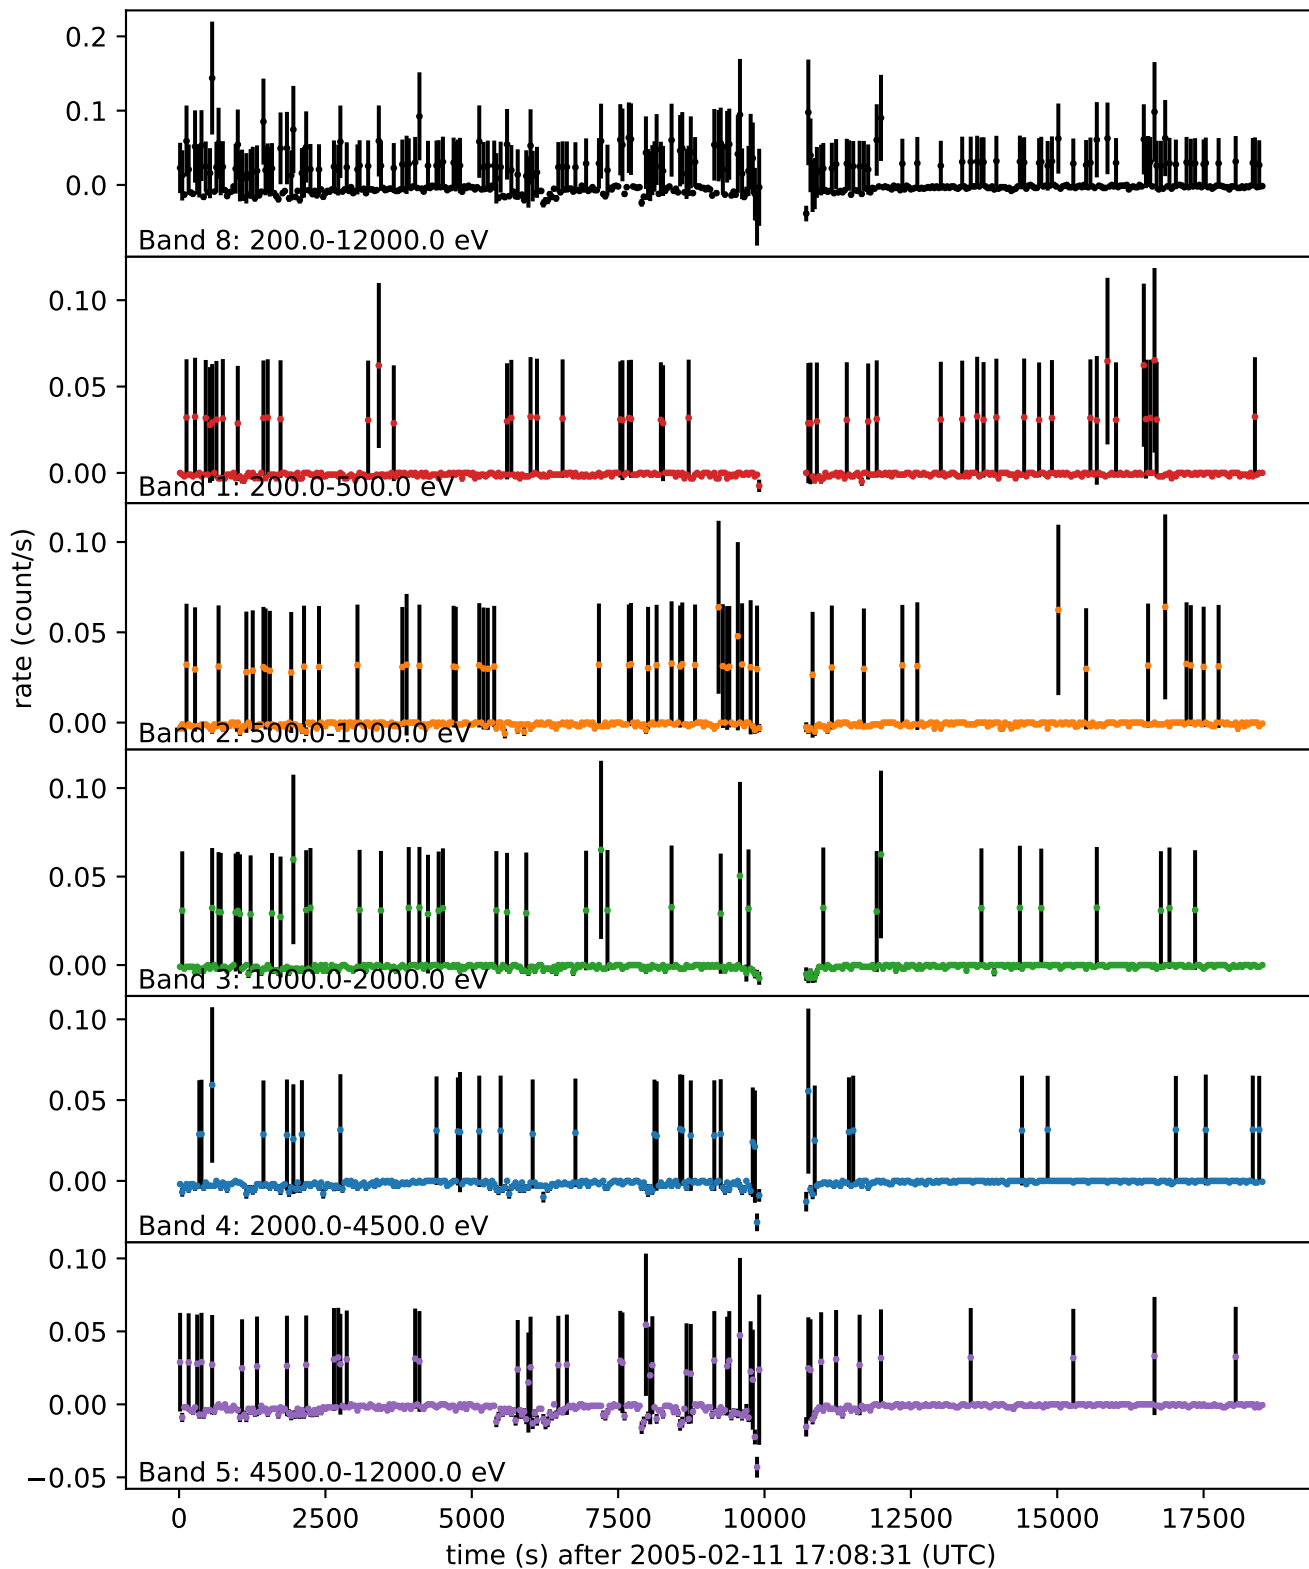 0.2
0.1
0.0
Band 8: 200.0-12000.0 eV
0.10
0.05
0.00
Band 1: 200.0-500.0 eV
0.10
0.05
0.00
Band 2: 500.0-1000.0 eV
rate (count/s)
0.10
0.05
0.00
Band 3: 1000.0-2000.0 eV
0.10
0.05
0.00
Band 4: 2000.0-4500.0 eV
0.10
0.05
0.00
−0.05
Band 5: 4500.0-12000.0 eV
0 2500 5000 7500 10000 12500 15000 17500
time (s) after 2005-02-11 17:08:31 (UTC)